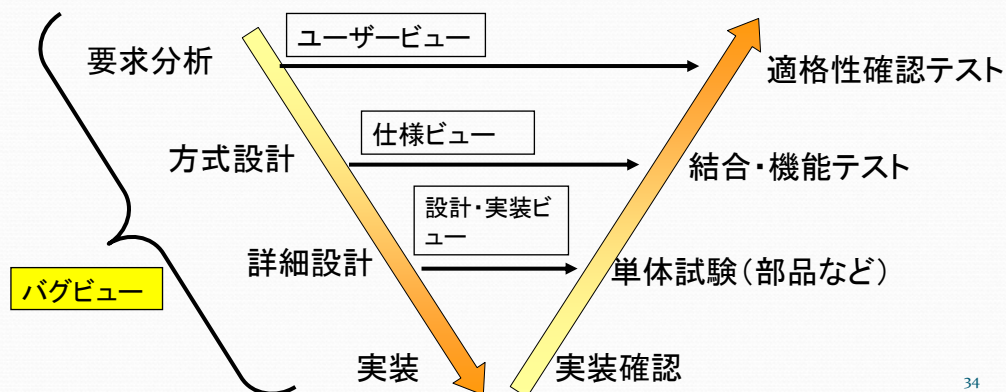 ユーザービュー
要求分析
適格性確認テスト
仕様ビュー
方式設計
結合・機能テスト
設計・実装ビ
ュー
詳細設計
単体試験（部品など）
バグビュー
実装
実装確認
34